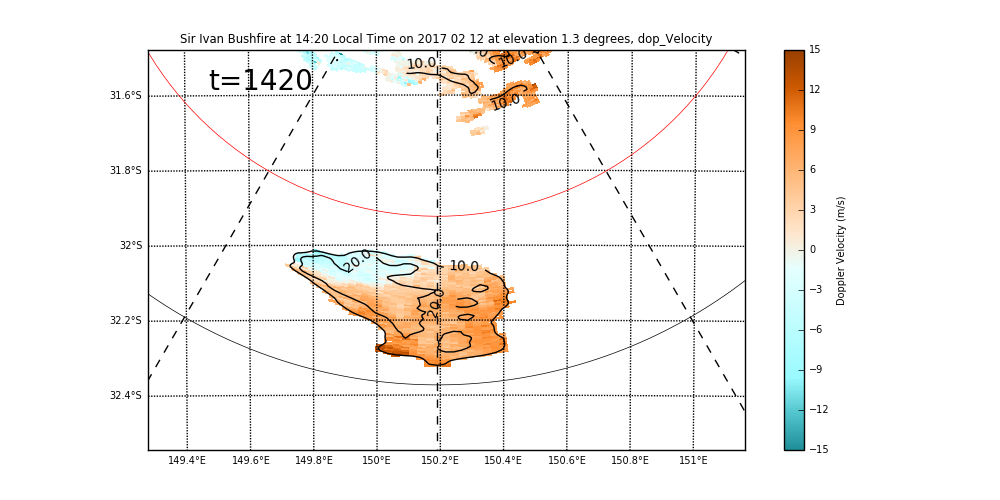 Sir Ivan Bushfire at 14:20 Local Time on 2017 02 12 at elevation 1.3 degrees, dop_Velocity
t=1420
10.0
10.0
10.0
20.0
10.0
20.0
31.6°S
31.8°S
32°S
32.2°S
32.4°S
149.4°E 149.6°E 149.8°E 150°E 150.2°E 150.4°E 150.6°E 150.8°E 151°E
15
12
9
6
3
0
−3
−6
−9
−12
−15
Doppler Velocity (m/s)